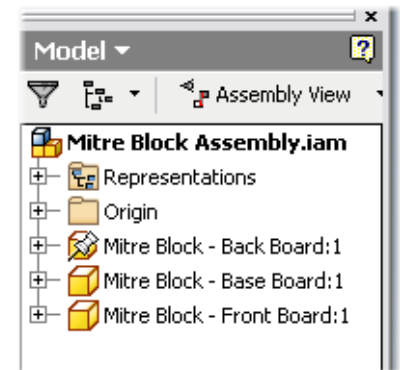 Model
Assembly View
Mitre Block Assembly.iam
Representations
Origin
Mitre Block - Back Board:1
Mitre Block - Base Board:1
Mitre Block - Front Board:1